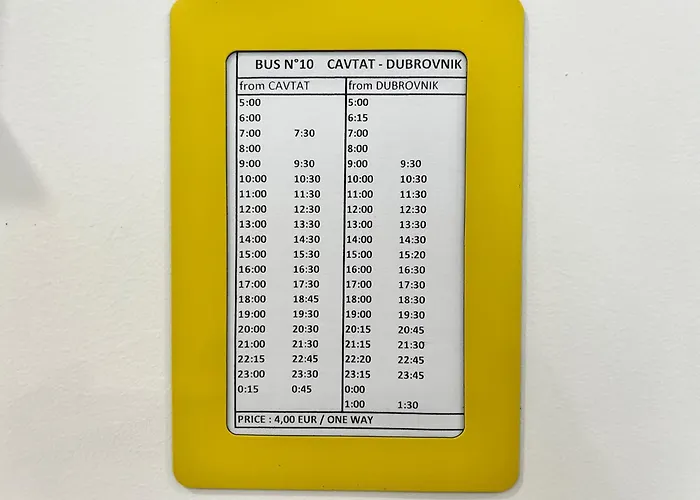 BUS N°10 CAVTAT - DUBROVNIK
from CAVTAT from DUBROVNIK
5:00 5:00
6:00 6:15
7:00 7:30 7:00
8:00 8:00
9:00 9:30 9:00 9:30
10:00 10:30 10:00 10:30
11:00 11:30 11:00 11:30
12:00 12:30 12:00 12:30
13:00 13:30 13:00 13:30
14:00 14:30 14:00 14:30
15:00 15:30 15:00 15:20
16:00 16:30 16:00 16:30
17:00 17:30 17:00 17:30
18:00 18:45 18:00 18:30
19:00 19:30 19:00 19:30
20:00 20:30 20:15 20:45
21:00 21:30 21:15 21:30
22:15 22:45 22:20 22:45
23:00 23:30 23:15 23:45
0:15 0:45 0:00
1:00 1:30
PRICE : 4,00 EUR / ONE WAY